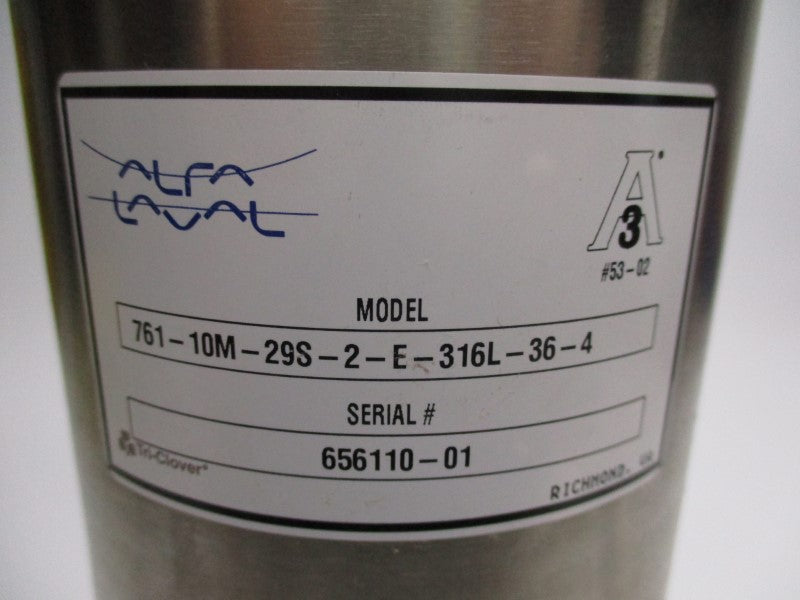 ALFA
LAVAL
A
3
#53-02
MODEL
761-10M-29S-2-E-316L-36-4
SERIAL #
656110-01
Tri-Clover®
RICHMOND, VA